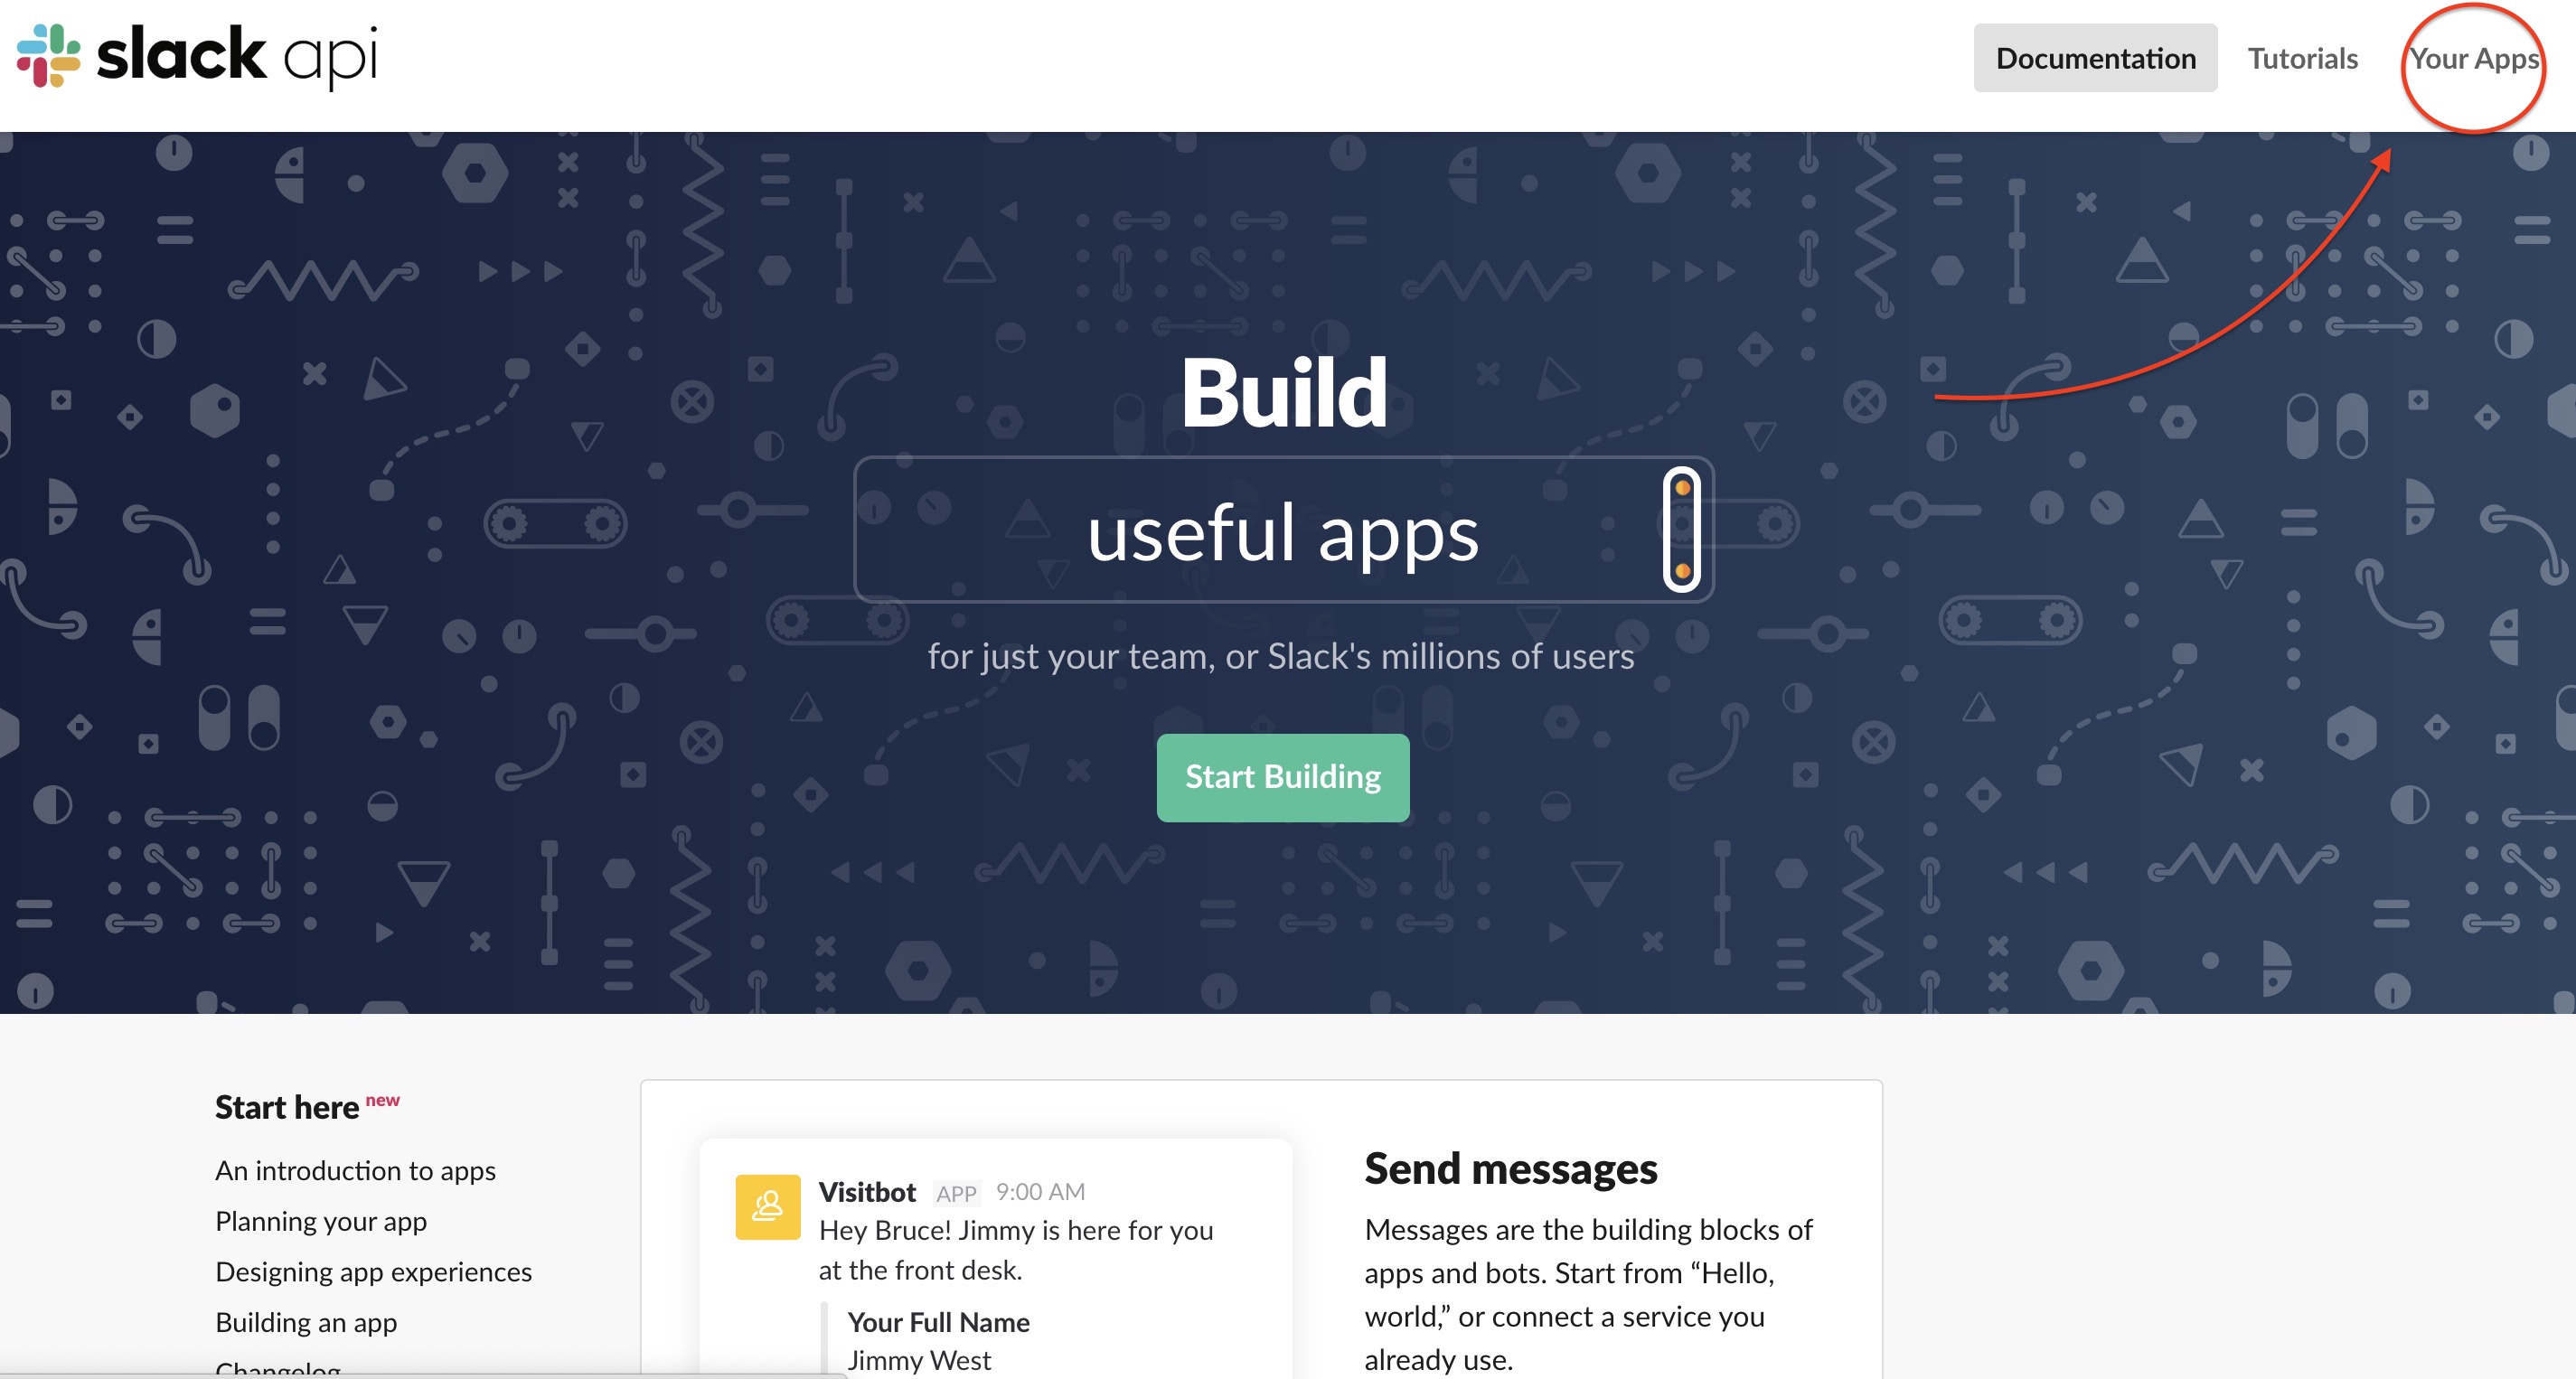 slack api
Documentation Tutorials Your Apps
Build
useful apps
for just your team, or Slack's millions of users
Start Building
Start here new
An introduction to apps
Planning your app
Designing app experiences
Building an app
Changelog
Visitbot APP 9:00 AM
Hey Bruce! Jimmy is here for you
at the front desk.
Your Full Name
Jimmy West
Send messages
Messages are the building blocks of
apps and bots. Start from “Hello,
world,” or connect a service you
already use.